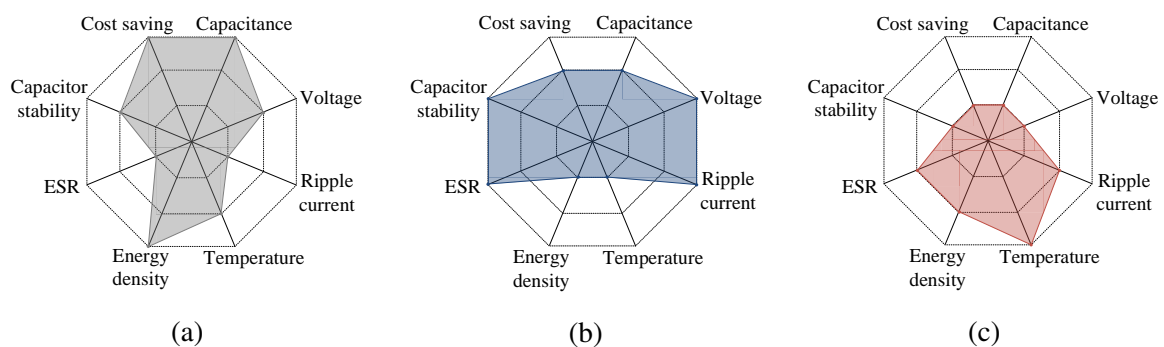 Cost saving
Capacitance
Capacitor
stability
Voltage
ESR
Ripple
current
Energy
density
Temperature
(a)
Cost saving
Capacitance
Capacitor
stability
Voltage
ESR
Ripple
current
Energy
density
Temperature
(b)
Cost saving
Capacitance
Capacitor
stability
Voltage
ESR
Ripple
current
Energy
density
Temperature
(c)